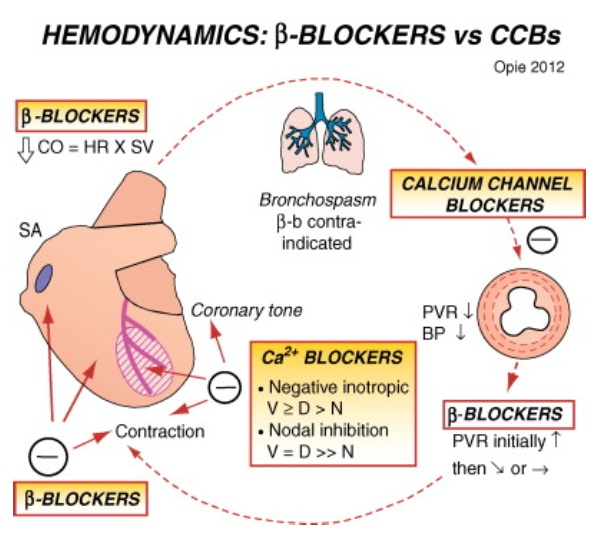 HEMODYNAMICS: β-BLOCKERS vs CCBs
Opie 2012
β-BLOCKERS
⇩ CO = HR X SV
Bronchospasm
β-b contra-
indicated
CALCIUM CHANNEL
BLOCKERS
−
SA
Coronary tone
PVR ↓
BP ↓
Ca²⁺ BLOCKERS
• Negative inotropic
V ≥ D > N
• Nodal inhibition
V = D >> N
−
β-BLOCKERS
PVR initially ↑
then ↘ or →
Contraction
−
β-BLOCKERS